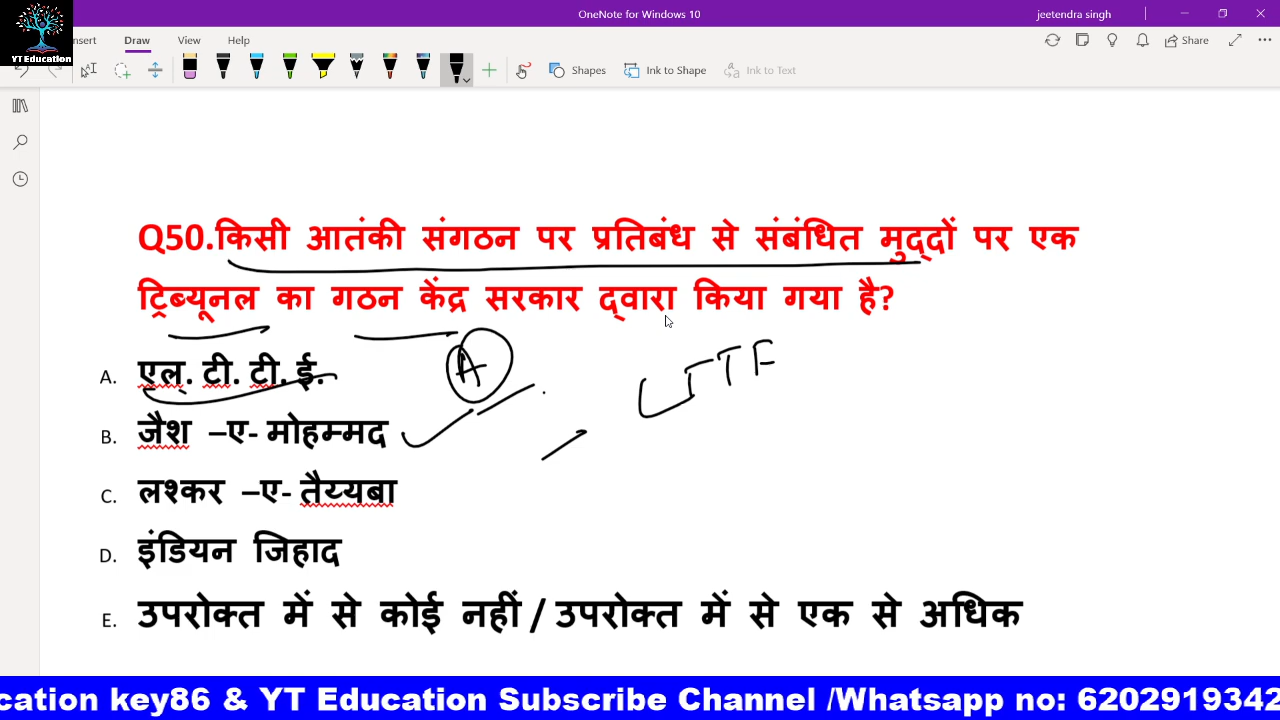 OneNote for Windows 10
jeetendra singh
YT Education
nsert Draw View Help
Share
Shapes
Ink to Shape
Ink to Text
Q50.किसी आतंकी संगठन पर प्रतिबंध से संबंधित मुद्दों पर एक
ट्रिब्यूनल का गठन केंद्र सरकार द्वारा किया गया है?
A. एल्. टी. टी. ई.
A
B. जैश –ए- मोहम्मद
C. लश्कर –ए- तैय्यबा
D. इंडियन जिहाद
E. उपरोक्त में से कोई नहीं / उपरोक्त में से एक से अधिक
cation key86 & YT Education Subscribe Channel /Whatsapp no: 6202919342